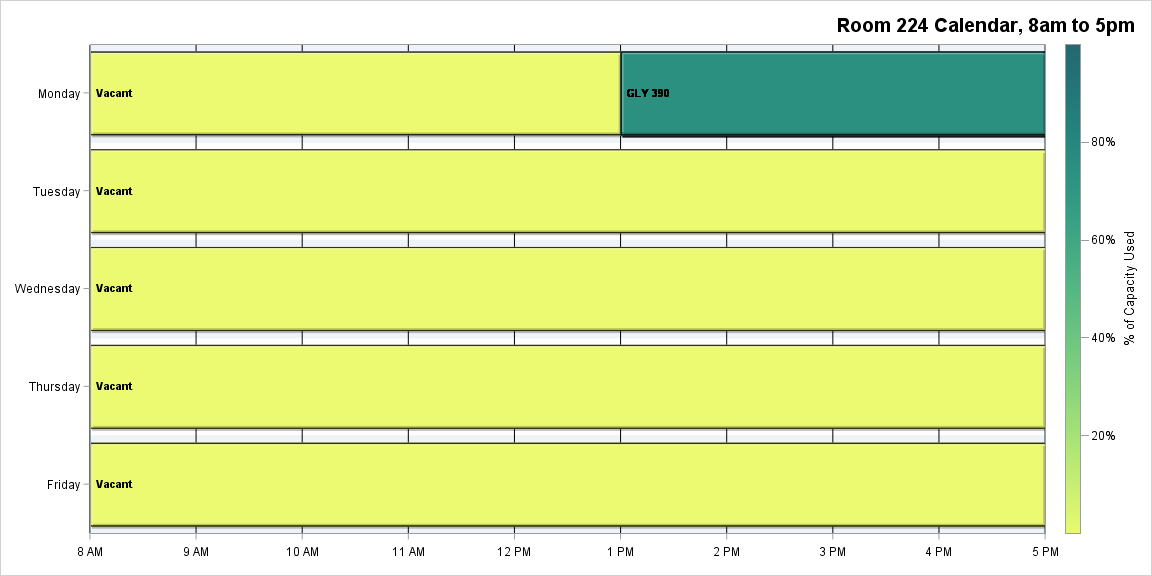 Room 224 Calendar, 8am to 5pm
Monday
Vacant
GLY 390
Tuesday
Vacant
Wednesday
Vacant
Thursday
Vacant
Friday
Vacant
8 AM
9 AM
10 AM
11 AM
12 PM
1 PM
2 PM
3 PM
4 PM
5 PM
80%
60%
40%
20%
% of Capacity Used